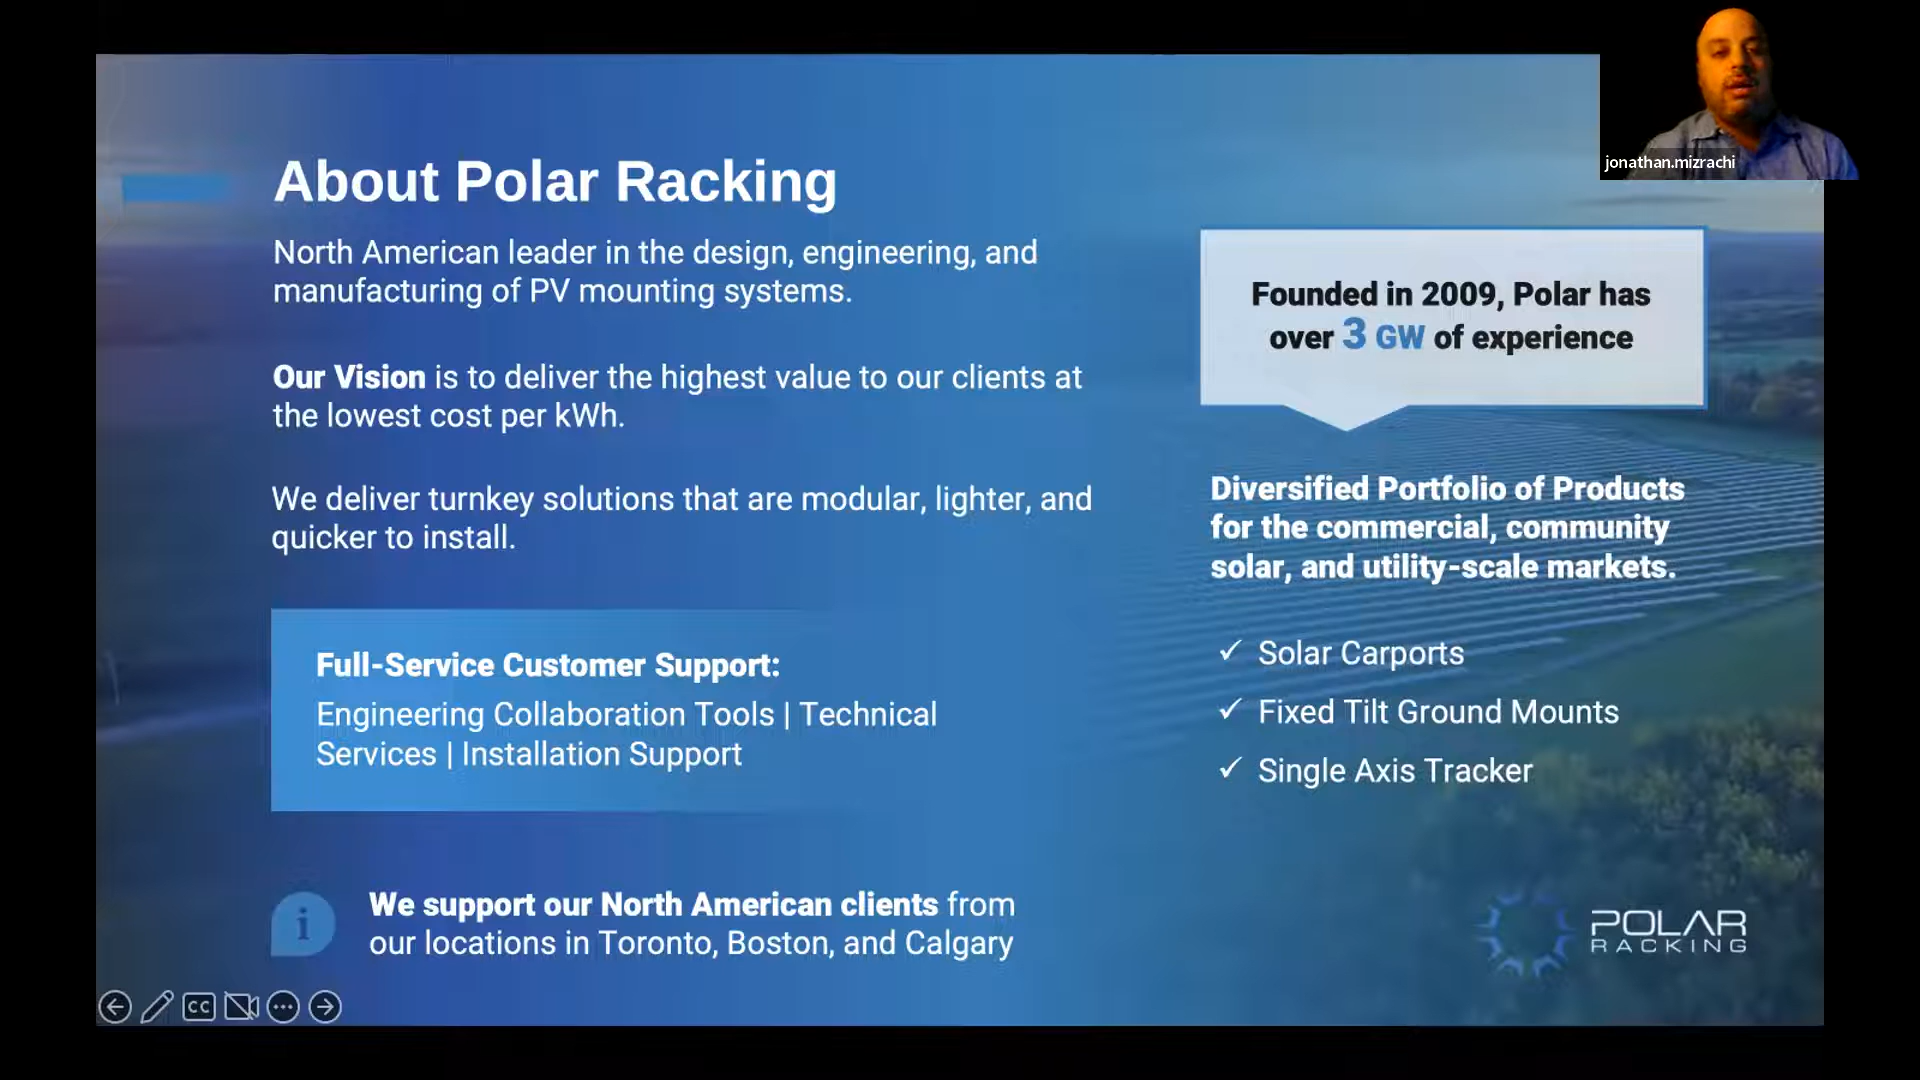 jonathan.mizrachi
About Polar Racking
North American leader in the design, engineering, and
manufacturing of PV mounting systems.
Our Vision is to deliver the highest value to our clients at
the lowest cost per kWh.
We deliver turnkey solutions that are modular, lighter, and
quicker to install.
Full-Service Customer Support:
Engineering Collaboration Tools | Technical
Services | Installation Support
We support our North American clients from
our locations in Toronto, Boston, and Calgary
Founded in 2009, Polar has
over 3 GW of experience
Diversified Portfolio of Products
for the commercial, community
solar, and utility-scale markets.
✓ Solar Carports
✓ Fixed Tilt Ground Mounts
✓ Single Axis Tracker
POLAR
RACKING
CC